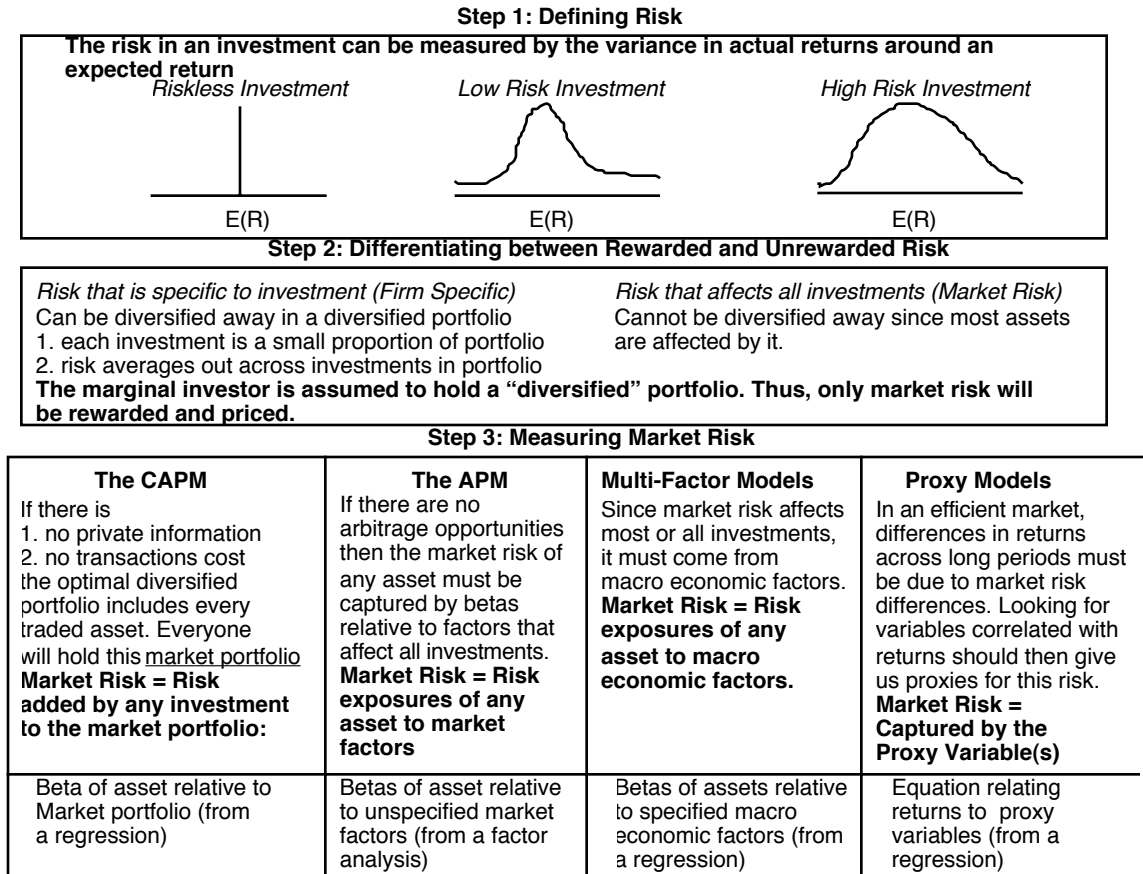 Step 1: Defining Risk
The risk in an investment can be measured by the variance in actual returns around an
expected return
Riskless Investment
Low Risk Investment
High Risk Investment
E(R)
E(R)
E(R)
Step 2: Differentiating between Rewarded and Unrewarded Risk
Risk that is specific to investment (Firm Specific)
Can be diversified away in a diversified portfolio
1. each investment is a small proportion of portfolio
2. risk averages out across investments in portfolio
Risk that affects all investments (Market Risk)
Cannot be diversified away since most assets
are affected by it.
The marginal investor is assumed to hold a “diversified” portfolio. Thus, only market risk will
be rewarded and priced.
Step 3: Measuring Market Risk
The CAPM
If there is
1. no private information
2. no transactions cost
the optimal diversified
portfolio includes every
traded asset. Everyone
will hold this market portfolio
Market Risk = Risk
added by any investment
to the market portfolio:
The APM
If there are no
arbitrage opportunities
then the market risk of
any asset must be
captured by betas
relative to factors that
affect all investments.
Market Risk = Risk
exposures of any
asset to market
factors
Multi-Factor Models
Since market risk affects
most or all investments,
it must come from
macro economic factors.
Market Risk = Risk
exposures of any
asset to macro
economic factors.
Proxy Models
In an efficient market,
differences in returns
across long periods must
be due to market risk
differences. Looking for
variables correlated with
returns should then give
us proxies for this risk.
Market Risk =
Captured by the
Proxy Variable(s)
Beta of asset relative to
Market portfolio (from
a regression)
Betas of asset relative
to unspecified market
factors (from a factor
analysis)
Betas of assets relative
to specified macro
economic factors (from
a regression)
Equation relating
returns to proxy
variables (from a
regression)